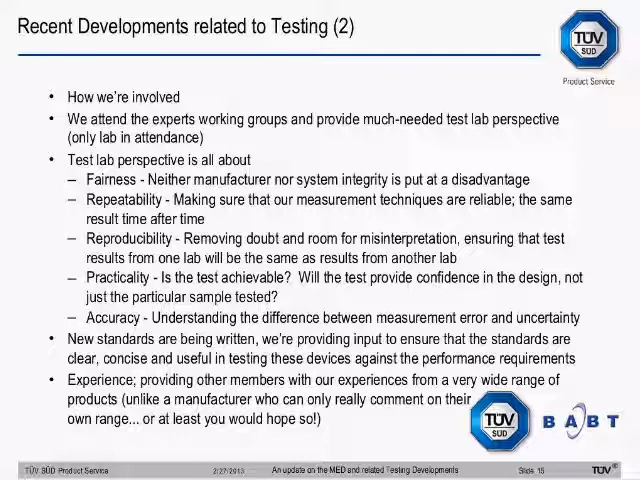 Recent Developments related to Testing (2)
TÜV
SÜD
Product Service
• How we're involved
• We attend the experts working groups and provide much-needed test lab perspective
(only lab in attendance)
• Test lab perspective is all about
– Fairness - Neither manufacturer nor system integrity is put at a disadvantage
– Repeatability - Making sure that our measurement techniques are reliable; the same
result time after time
– Reproducibility - Removing doubt and room for misinterpretation, ensuring that test
results from one lab will be the same as results from another lab
– Practicality - Is the test achievable? Will the test provide confidence in the design, not
just the particular sample tested?
– Accuracy - Understanding the difference between measurement error and uncertainty
• New standards are being written, we're providing input to ensure that the standards are
clear, concise and useful in testing these devices against the performance requirements
• Experience; providing other members with our experiences from a very wide range of
products (unlike a manufacturer who can only really comment on their
own range... or at least you would hope so!)
TÜV
SÜD
BABT
TÜV SÜD Product Service 2/27/2013 An update on the MED and related Testing Developments Slide 15 TÜV®